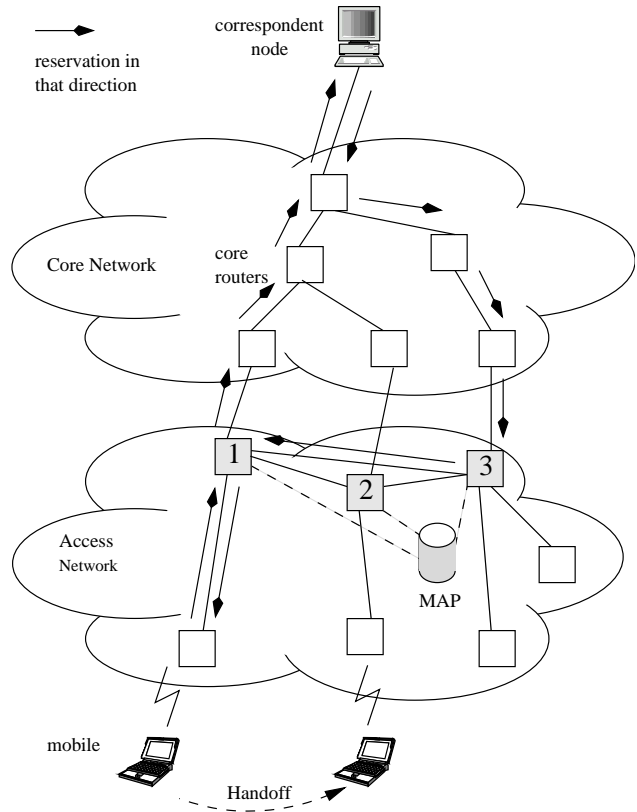 correspondent
node
reservation in
that direction
Core Network
core
routers
1
2
3
Access
Network
MAP
mobile
Handoff